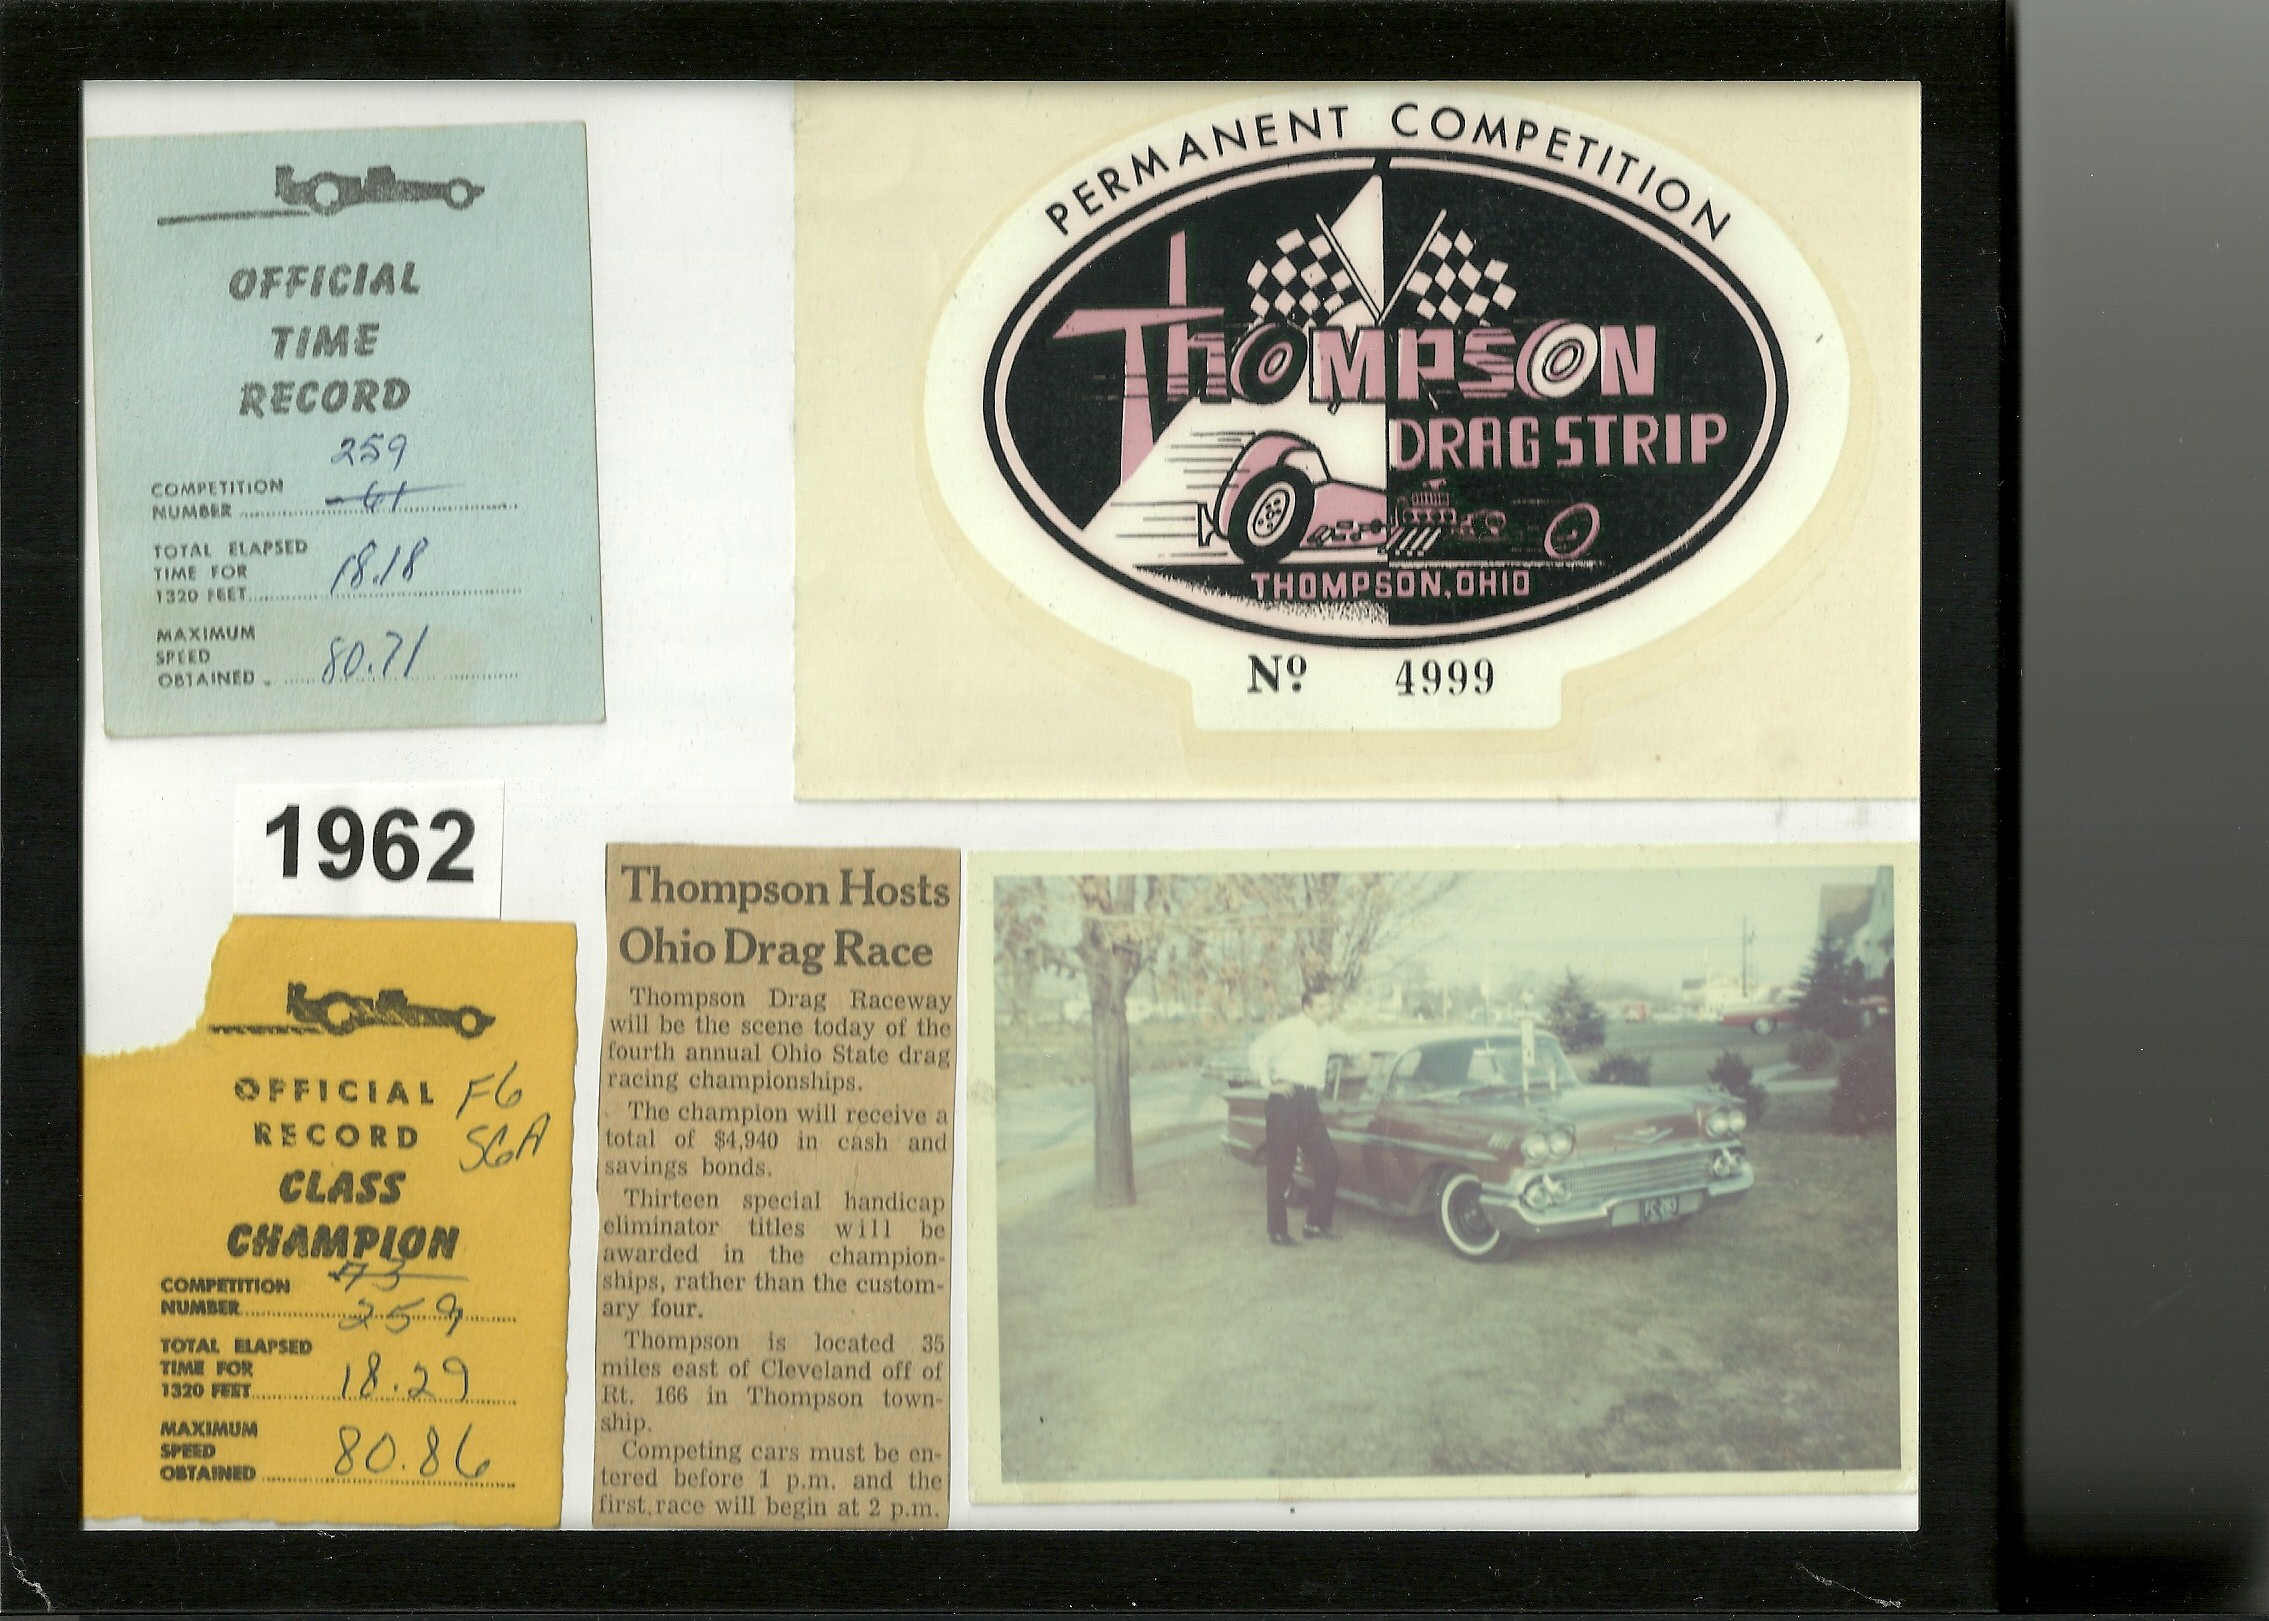 OFFICIAL
TIME
RECORD
259
COMPETITION
NUMBER 61
TOTAL ELAPSED
TIME FOR
1320 FEET 18.18
MAXIMUM
SPEED
OBTAINED 80.71
PERMANENT COMPETITION
THOMPSON
DRAG STRIP
THOMPSON, OHIO
No. 4999
1962
OFFICIAL F6
RECORD SGA
CLASS
CHAMPION
COMPETITION 73
NUMBER 259
TOTAL ELAPSED
TIME FOR
1320 FEET 18.29
MAXIMUM
SPEED
OBTAINED 80.86
Thompson Hosts
Ohio Drag Race
Thompson Drag Raceway
will be the scene today of the
fourth annual Ohio State drag
racing championships.
The champion will receive a
total of $4,940 in cash and
savings bonds.
Thirteen special handicap
eliminator titles will be
awarded in the champion-
ships, rather than the custom-
ary four.
Thompson is located 35
miles east of Cleveland off of
Rt. 166 in Thompson town-
ship.
Competing cars must be en-
tered before 1 p.m. and the
first race will begin at 2 p.m.